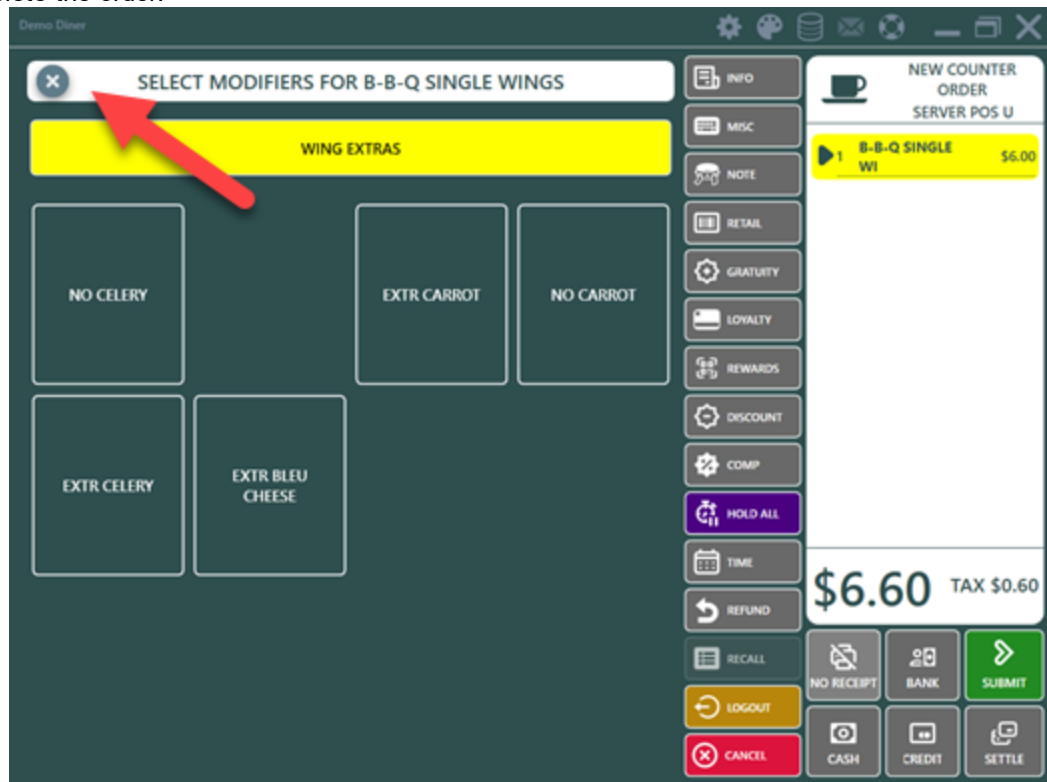 Demo Diner
SELECT MODIFIERS FOR B-B-Q SINGLE WINGS
WING EXTRAS
NO CELERY
EXTR CARROT
NO CARROT
EXTR CELERY
EXTR BLEU
CHEESE
INFO
MISC
NOTE
RETAIL
GRATUITY
LOYALTY
REWARDS
DISCOUNT
COMP
HOLD ALL
TIME
REFUND
RECALL
LOGOUT
CANCEL
NEW COUNTER
ORDER
SERVER POS U
1 B-B-Q SINGLE $6.00
WI
$6.60 TAX $0.60
NO RECEIPT
BANK
SUBMIT
CASH
CREDIT
SETTLE